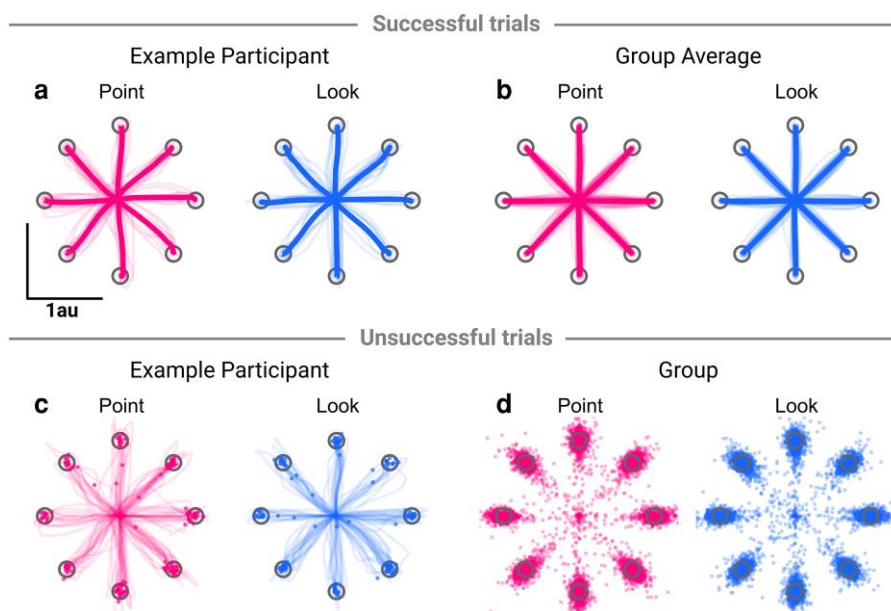 Successful trials
Example Participant
Group Average
a
Point
Look
b
Point
Look
1au
Unsuccessful trials
Example Participant
Group
c
Point
Look
d
Point
Look